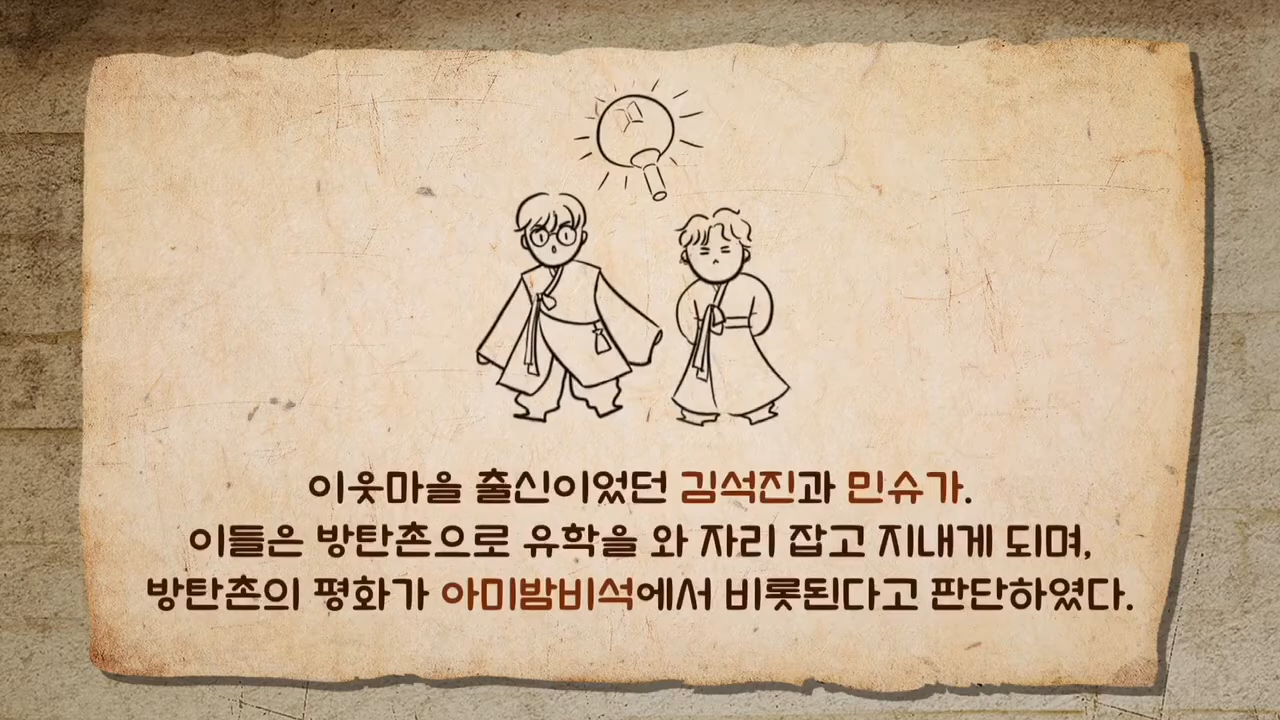 이웃마을 출신이었던 김석진과 민슈가.
이들은 방탄촌으로 유학을 와 자리 잡고 지내게 되며,
방탄촌의 평화가 아미밤비석에서 비롯된다고 판단하였다.